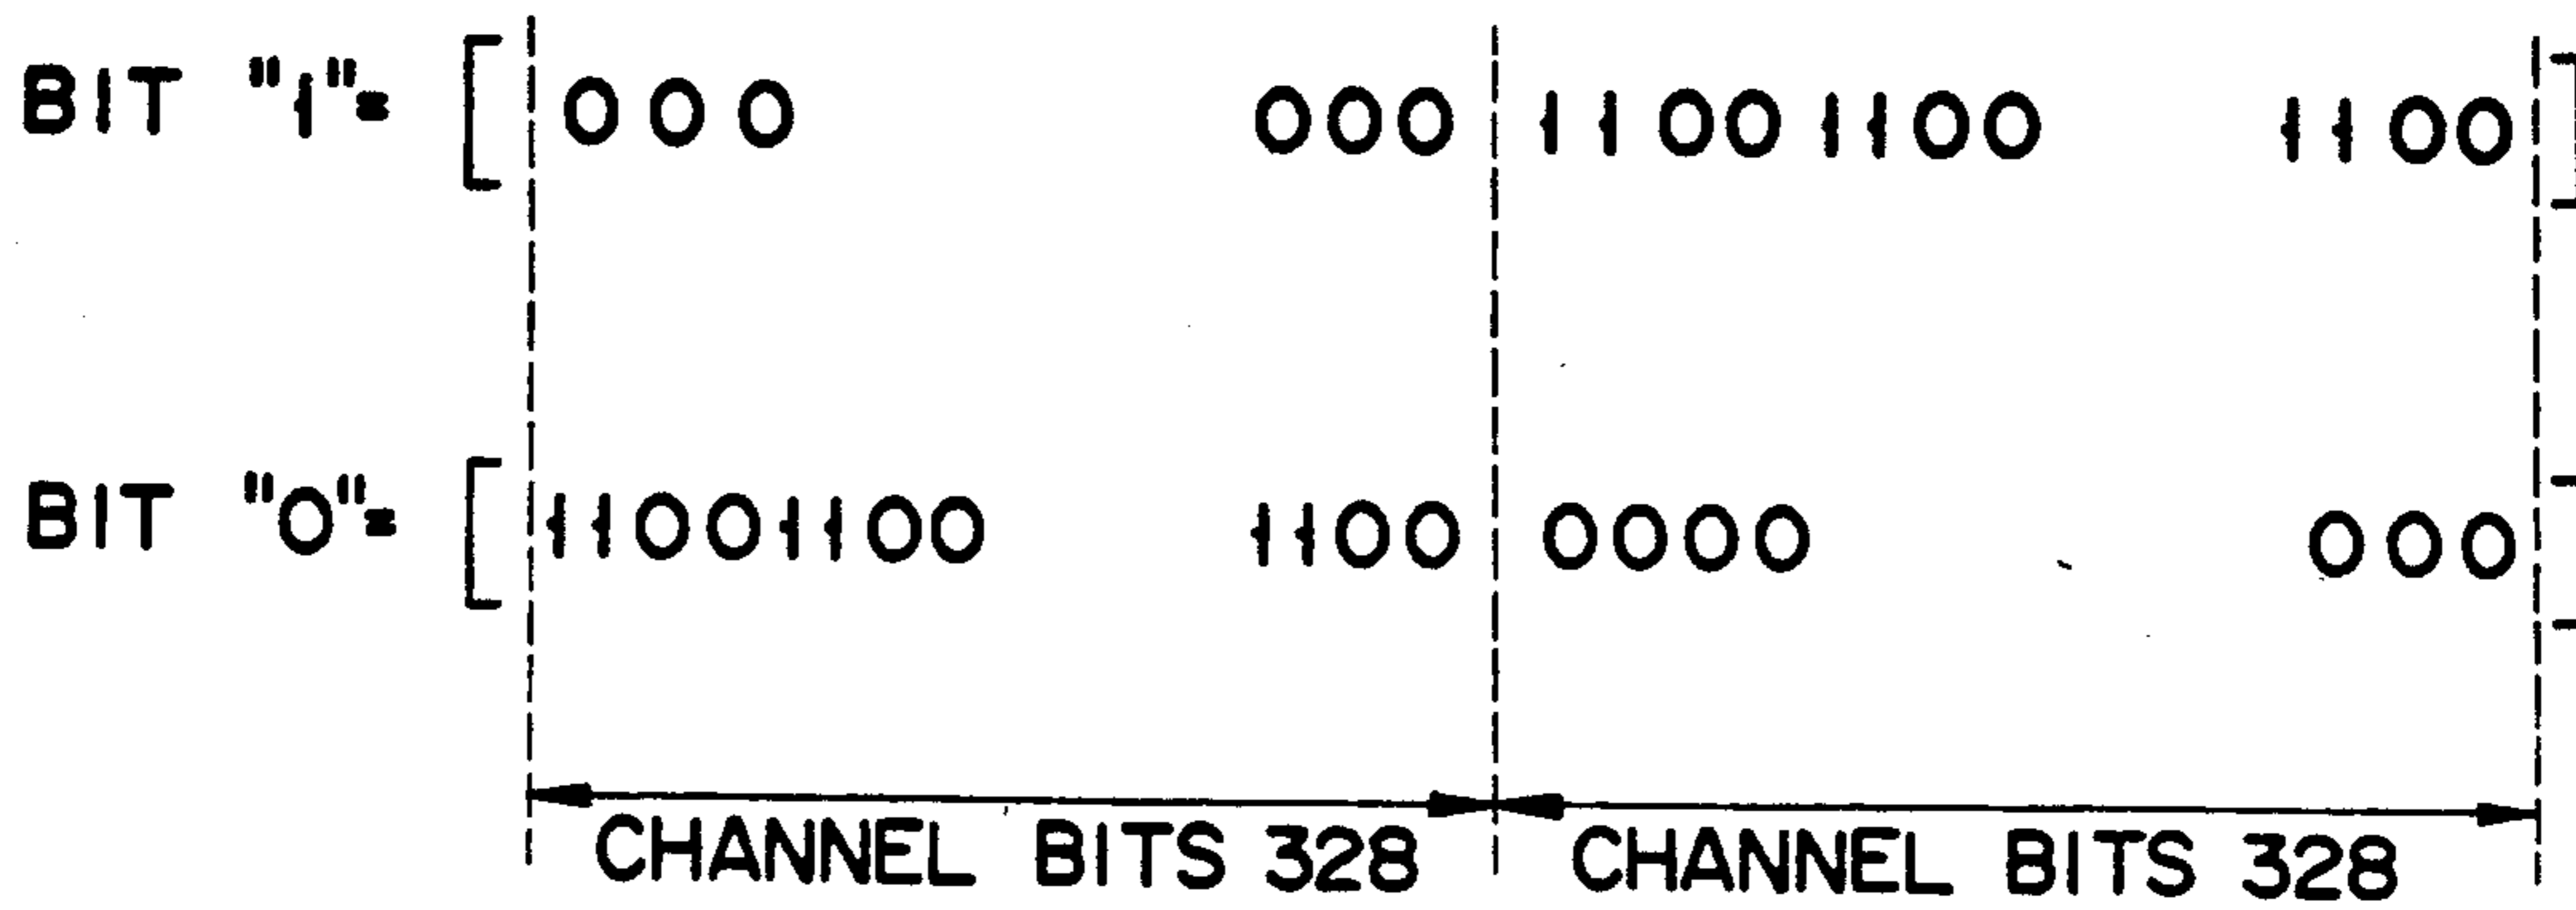 BIT "1"= [000 000 11001100 1100]
BIT "0"= [11001100 1100 0000 000]
CHANNEL BITS 328 CHANNEL BITS 328